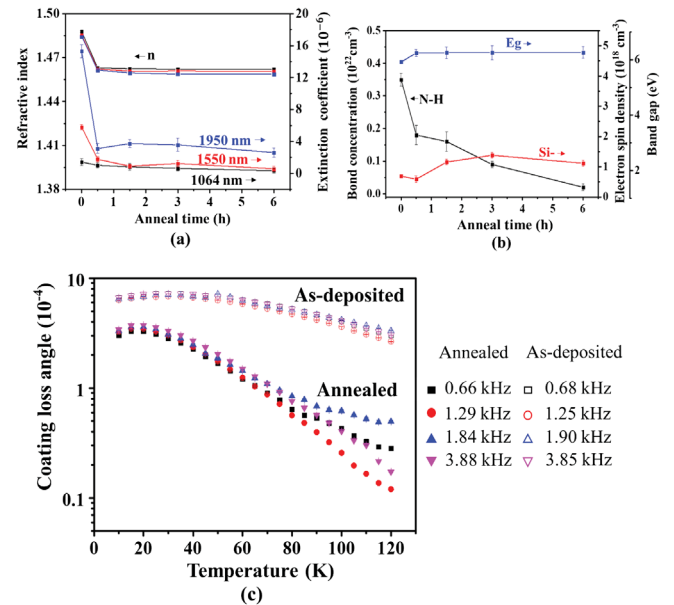 1.50
1.47
1.44
1.41
1.38
Refractive index
n
1950 nm
1550 nm
1064 nm
20
16
12
8
4
0
Extinction coefficient (10⁻⁶)
0 1 2 3 4 5 6
Anneal time (h)
(a)
0.5
0.4
0.3
0.2
0.1
0.0
Bond concentration (10²² cm⁻³)
Eg
N-H
Si-
5
4
3
2
1
0
Electron spin density (10¹⁸ cm⁻³)
6
4
2
Band gap (eV)
0 1 2 3 4 5 6
Anneal time (h)
(b)
10
1
0.1
Coating loss angle (10⁻⁴)
As-deposited
Annealed
0 20 40 60 80 100 120
Temperature (K)
(c)
Annealed As-deposited
0.66 kHz 0.68 kHz
1.29 kHz 1.25 kHz
1.84 kHz 1.90 kHz
3.88 kHz 3.85 kHz